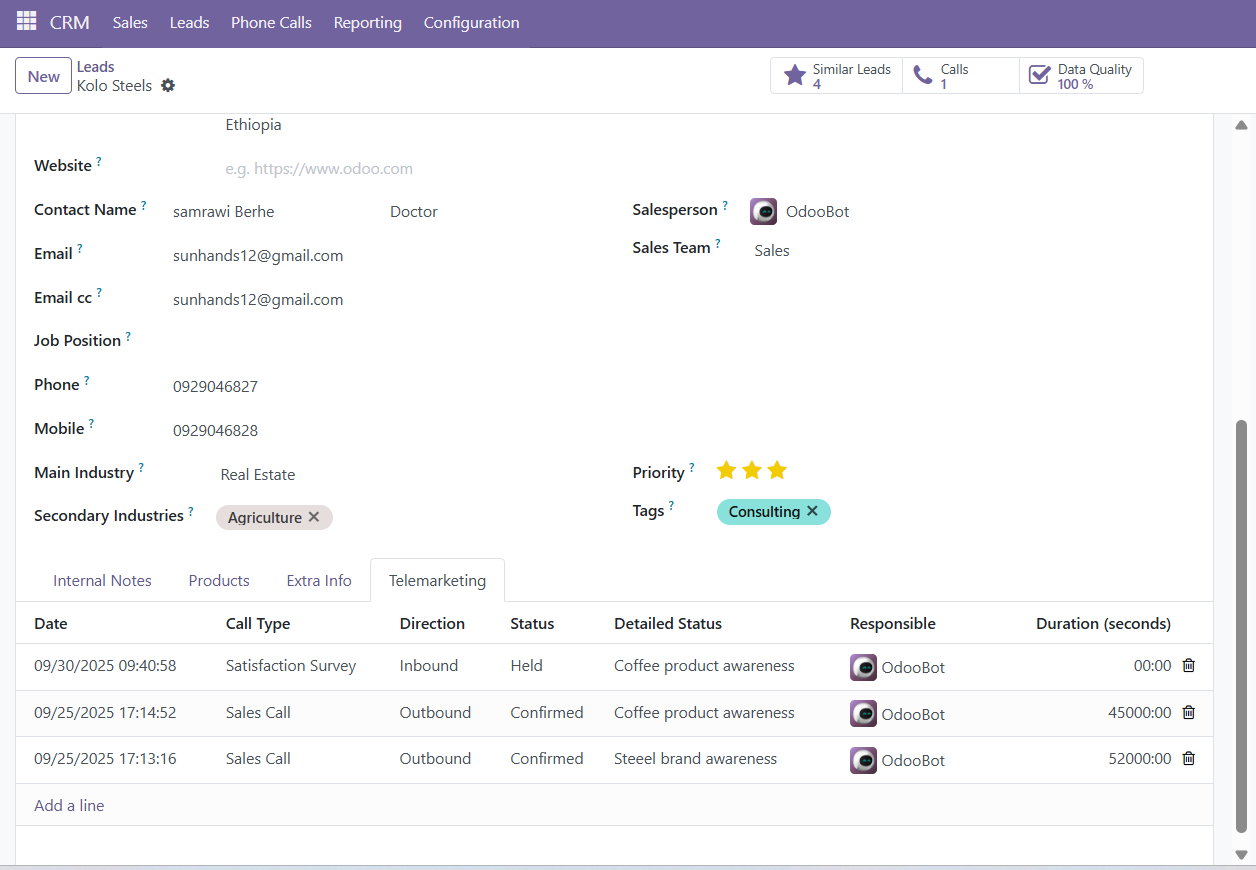 CRM Sales Leads Phone Calls Reporting Configuration
New
Leads
Kolo Steels
Similar Leads
4
Calls
1
Data Quality
100 %
Ethiopia
Website ?
e.g. https://www.odoo.com
Contact Name ? samrawi Berhe Doctor
Salesperson ? OdooBot
Email ? sunhands12@gmail.com
Sales Team ? Sales
Email cc ? sunhands12@gmail.com
Job Position ?
Phone ? 0929046827
Mobile ? 0929046828
Main Industry ? Real Estate
Priority ?
Secondary Industries ? Agriculture ✕
Tags ? Consulting ✕
Internal Notes Products Extra Info Telemarketing
Date Call Type Direction Status Detailed Status Responsible Duration (seconds)
09/30/2025 09:40:58 Satisfaction Survey Inbound Held Coffee product awareness OdooBot 00:00
09/25/2025 17:14:52 Sales Call Outbound Confirmed Coffee product awareness OdooBot 45000:00
09/25/2025 17:13:16 Sales Call Outbound Confirmed Steeel brand awareness OdooBot 52000:00
Add a line